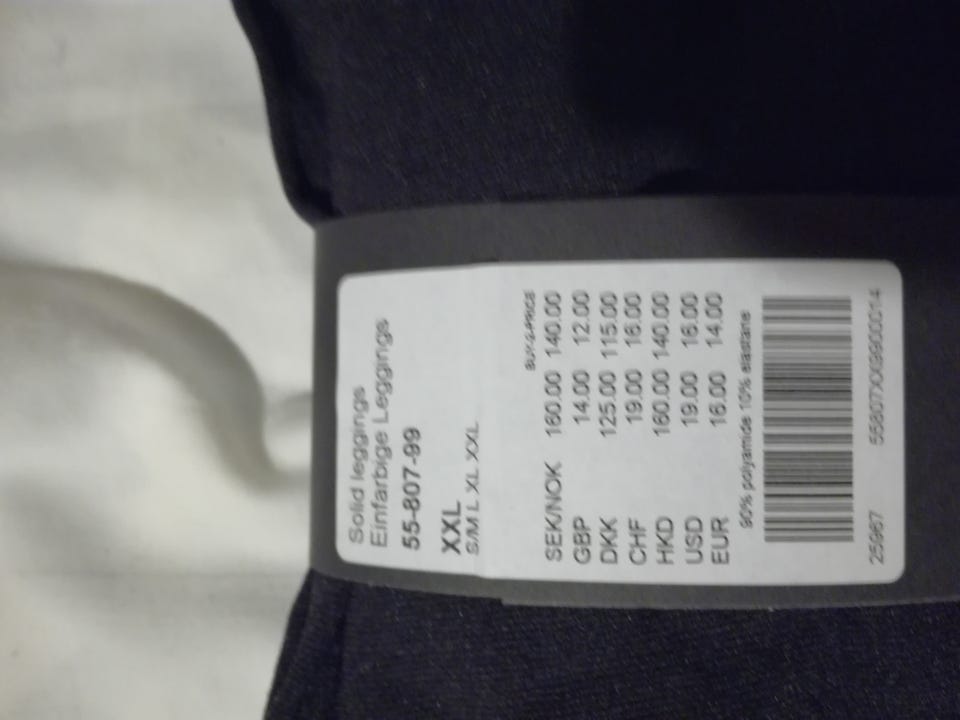 Solid leggings
Einfarbige Leggings
55-807-99
XXL
S/M L XL XXL
BUY-2-PRICE
SEK/NOK 160.00 140.00
GBP 14.00 12.00
DKK 125.00 115.00
CHF 19.00 16.00
HKD 160.00 140.00
USD 19.00 16.00
EUR 16.00 14.00
90% polyamide 10% elastane
25967